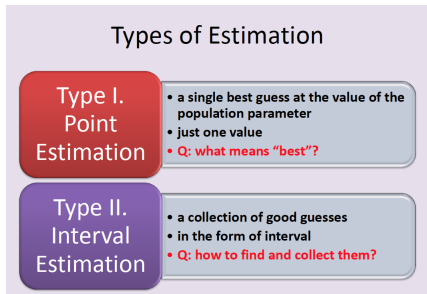 Types of Estimation
Type I.
Point
Estimation
• a single best guess at the value of the
population parameter
• just one value
• Q: what means “best”?
Type II.
Interval
Estimation
• a collection of good guesses
• in the form of interval
• Q: how to find and collect them?